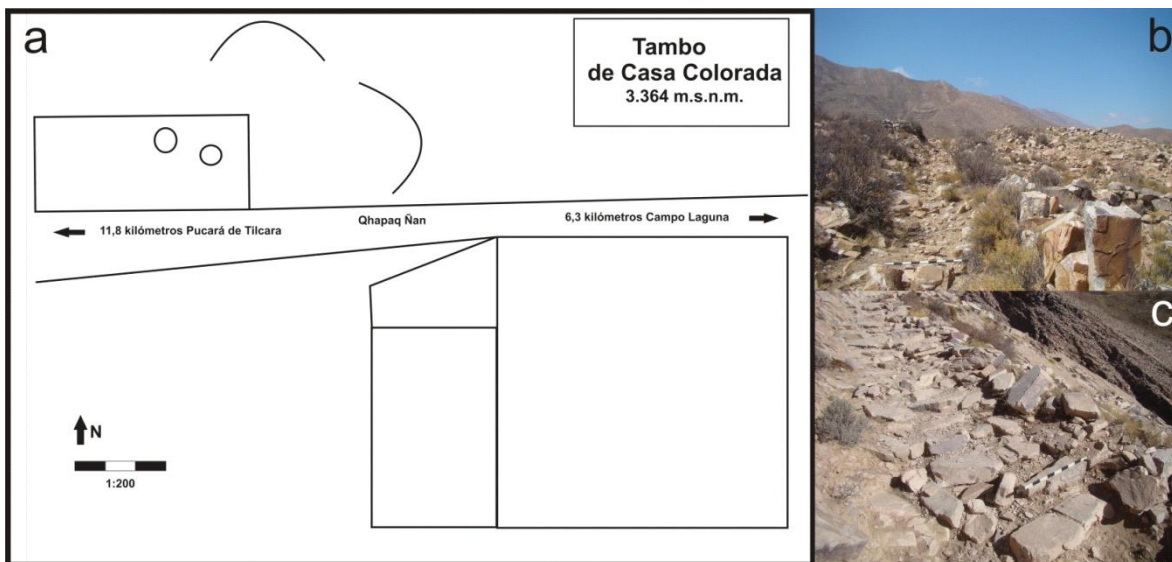 a
Tambo
de Casa Colorada
3.364 m.s.n.m.
11,8 kilómetros Pucará de Tilcara
Qhapaq Ñan
6,3 kilómetros Campo Laguna
N
1:200
b
c